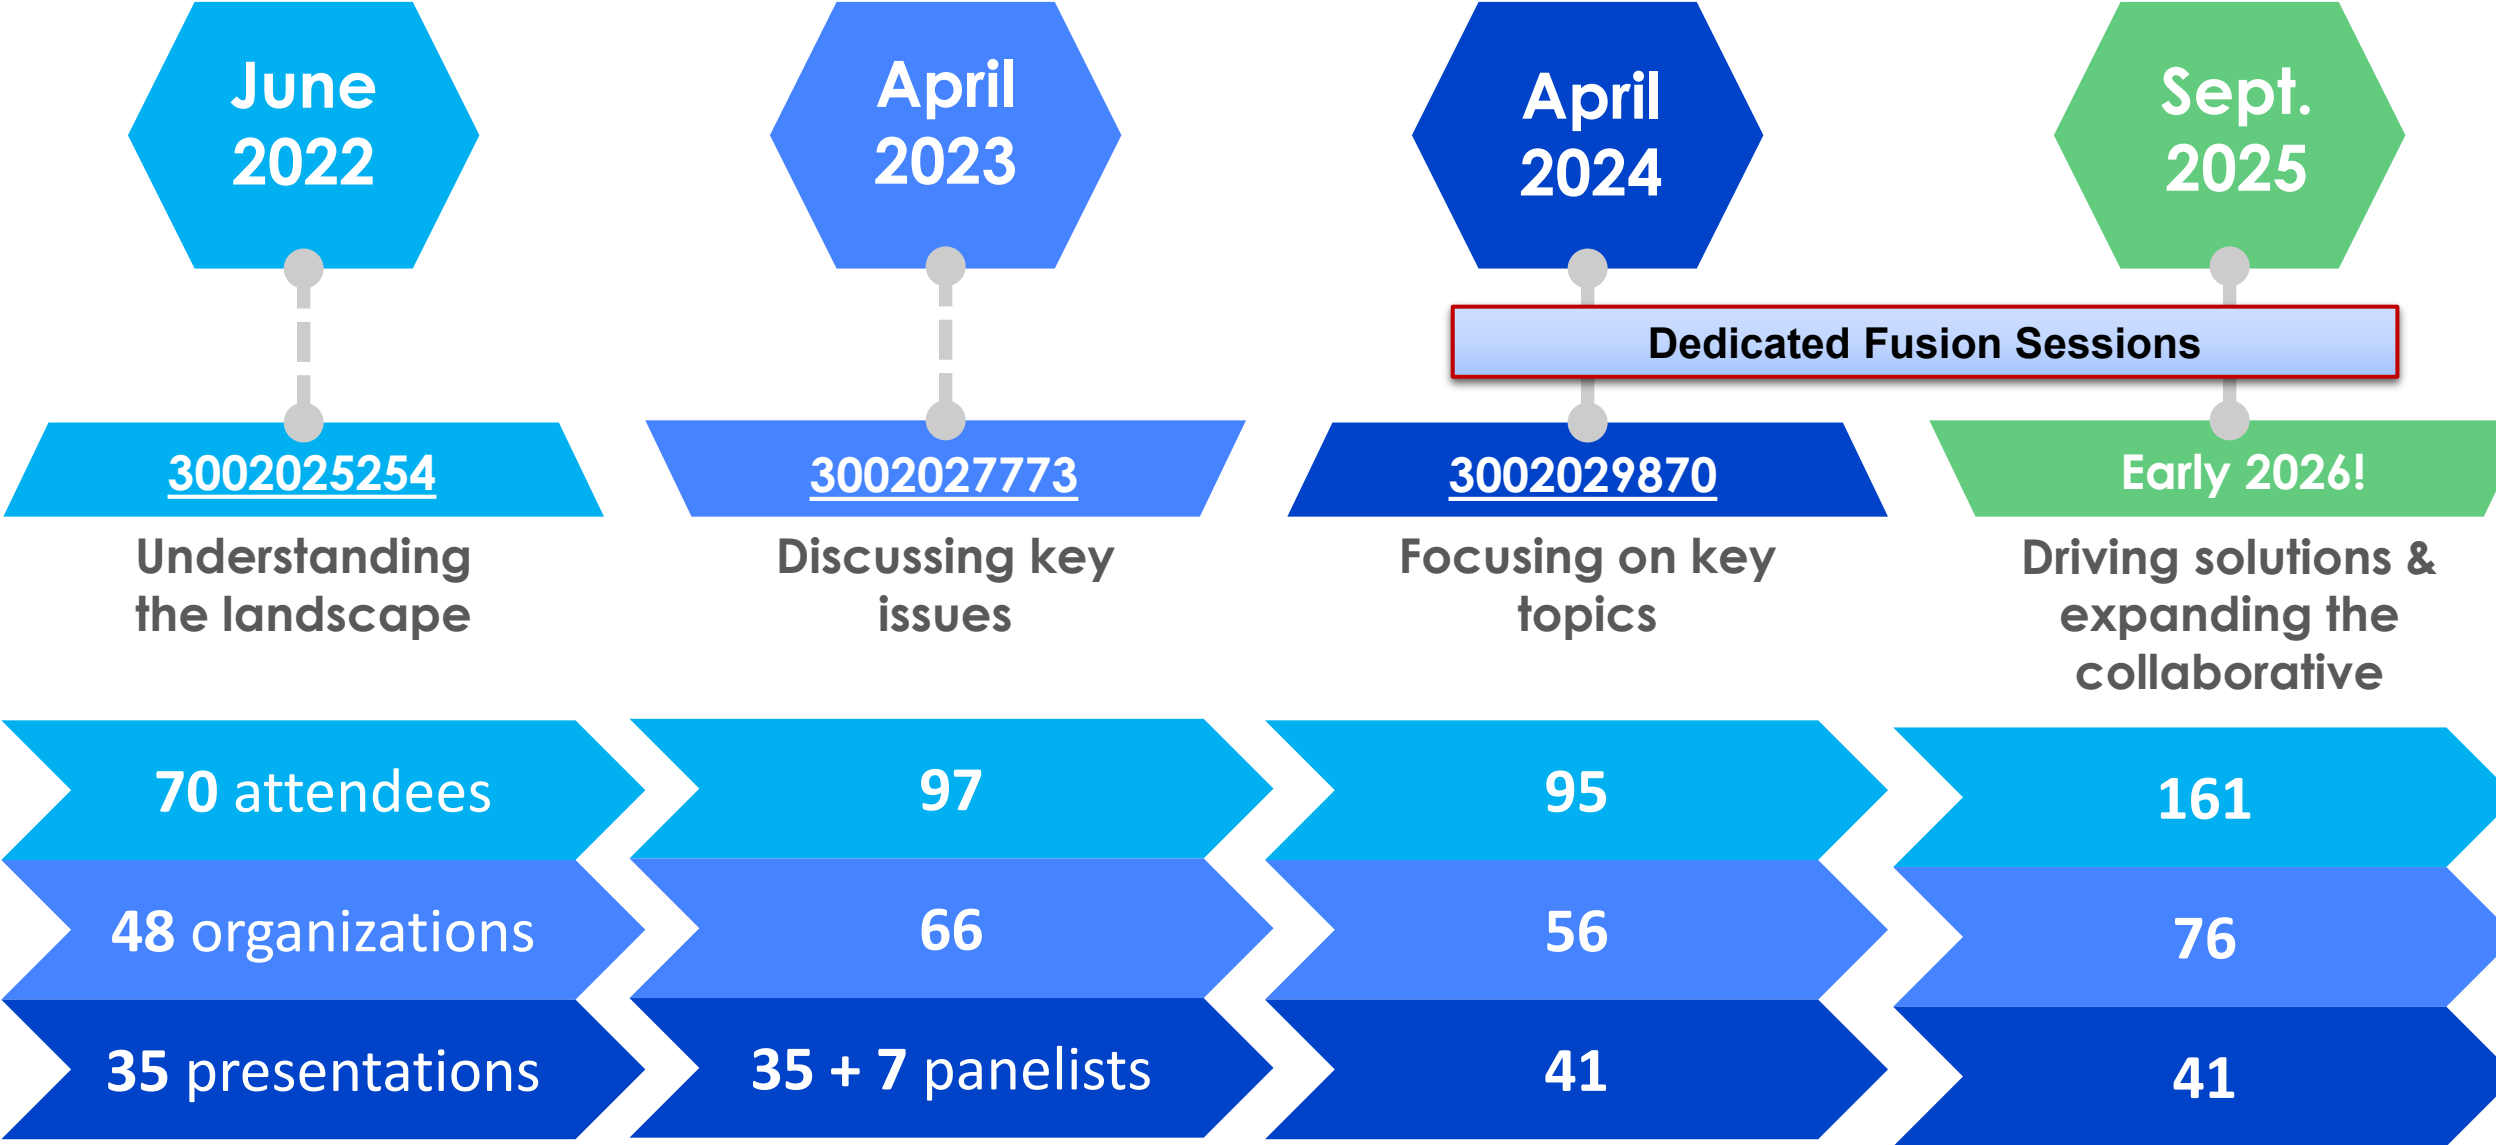 June
2022
April
2023
April
2024
Sept.
2025
Dedicated Fusion Sessions
3002025254
3002027773
3002029870
Early 2026!
Understanding
the landscape
Discussing key
issues
Focusing on key
topics
Driving solutions &
expanding the
collaborative
70 attendees
97
95
161
48 organizations
66
56
76
35 presentations
35 + 7 panelists
41
41